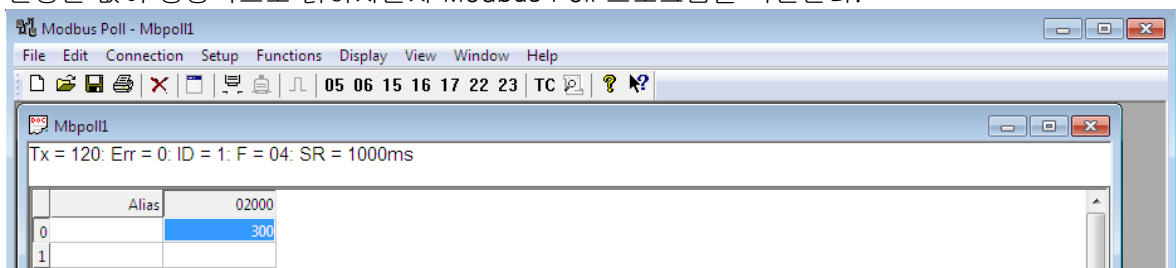 Modbus Poll - Mbpoll1
File Edit Connection Setup Functions Display View Window Help
05 06 15 16 17 22 23 TC
Mbpoll1
Tx = 120: Err = 0: ID = 1: F = 04: SR = 1000ms
Alias 02000
0 300
1